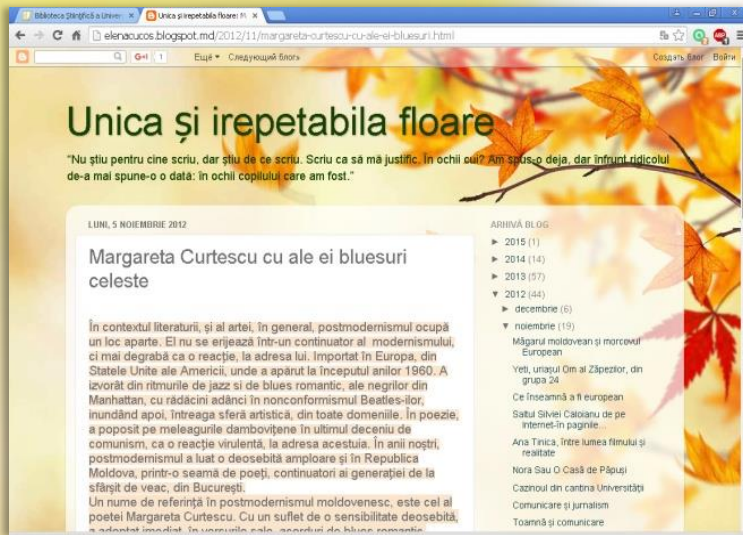 Biblioteca Științifică a Univer
Unica și irepetabila floare: M
elenacucos.blogspot.md/2012/11/margareta-curtescu-cu-ale-ei-bluesuri.html
G+1 1 Ещё Следующий блог» Создать блог Войти
Unica și irepetabila floare
"Nu știu pentru cine scriu, dar știu de ce scriu. Scriu ca să mă justific. În ochii cui? Am spus-o deja, dar înfrunt ridicolul
de-a mai spune-o o dată: în ochii copilului care am fost."
LUNI, 5 NOIEMBRIE 2012
Margareta Curtescu cu ale ei bluesuri
celeste
În contextul literaturii, și al artei, în general, postmodernismul ocupă
un loc aparte. El nu se erijează într-un continuator al modernismului,
ci mai degrabă ca o reacție, la adresa lui. Importat în Europa, din
Statele Unite ale Americii, unde a apărut la începutul anilor 1960. A
izvorât din ritmurile de jazz si de blues romantic, ale negrilor din
Manhattan, cu rădăcini adânci în nonconformismul Beatles-ilor,
inundând apoi, întreaga sferă artistică, din toate domeniile. În poezie,
a poposit pe meleagurile dambovițene în ultimul deceniu de
comunism, ca o reacție virulentă, la adresa acestuia. În anii noștri,
postmodernismul a luat o deosebită amploare și în Republica
Moldova, printr-o seamă de poeți, continuatori ai generației de la
sfârșit de veac, din București.
Un nume de referință în postmodernismul moldovenesc, este cel al
poetei Margareta Curtescu. Cu un suflet de o sensibilitate deosebită,
a adoptat imediat, în versurile sale, acorduri de blues romantic
ARHIVĂ BLOG
► 2015 (1)
► 2014 (14)
► 2013 (57)
▼ 2012 (44)
► decembrie (6)
▼ noiembrie (19)
Măgarul moldovean și morcovul
European
Yeti, uriașul Om al Zăpezilor, din
grupa 24
Ce înseamnă a fi european
Saltul Silviei Caloianu de pe
Internet-în paginile...
Ana Tinica, între lumea filmului și
realitate
Nora Sau O Casă de Păpuși
Cazinoul din cantina Universității
Comunicare și jurnalism
Toamnă și comunicare